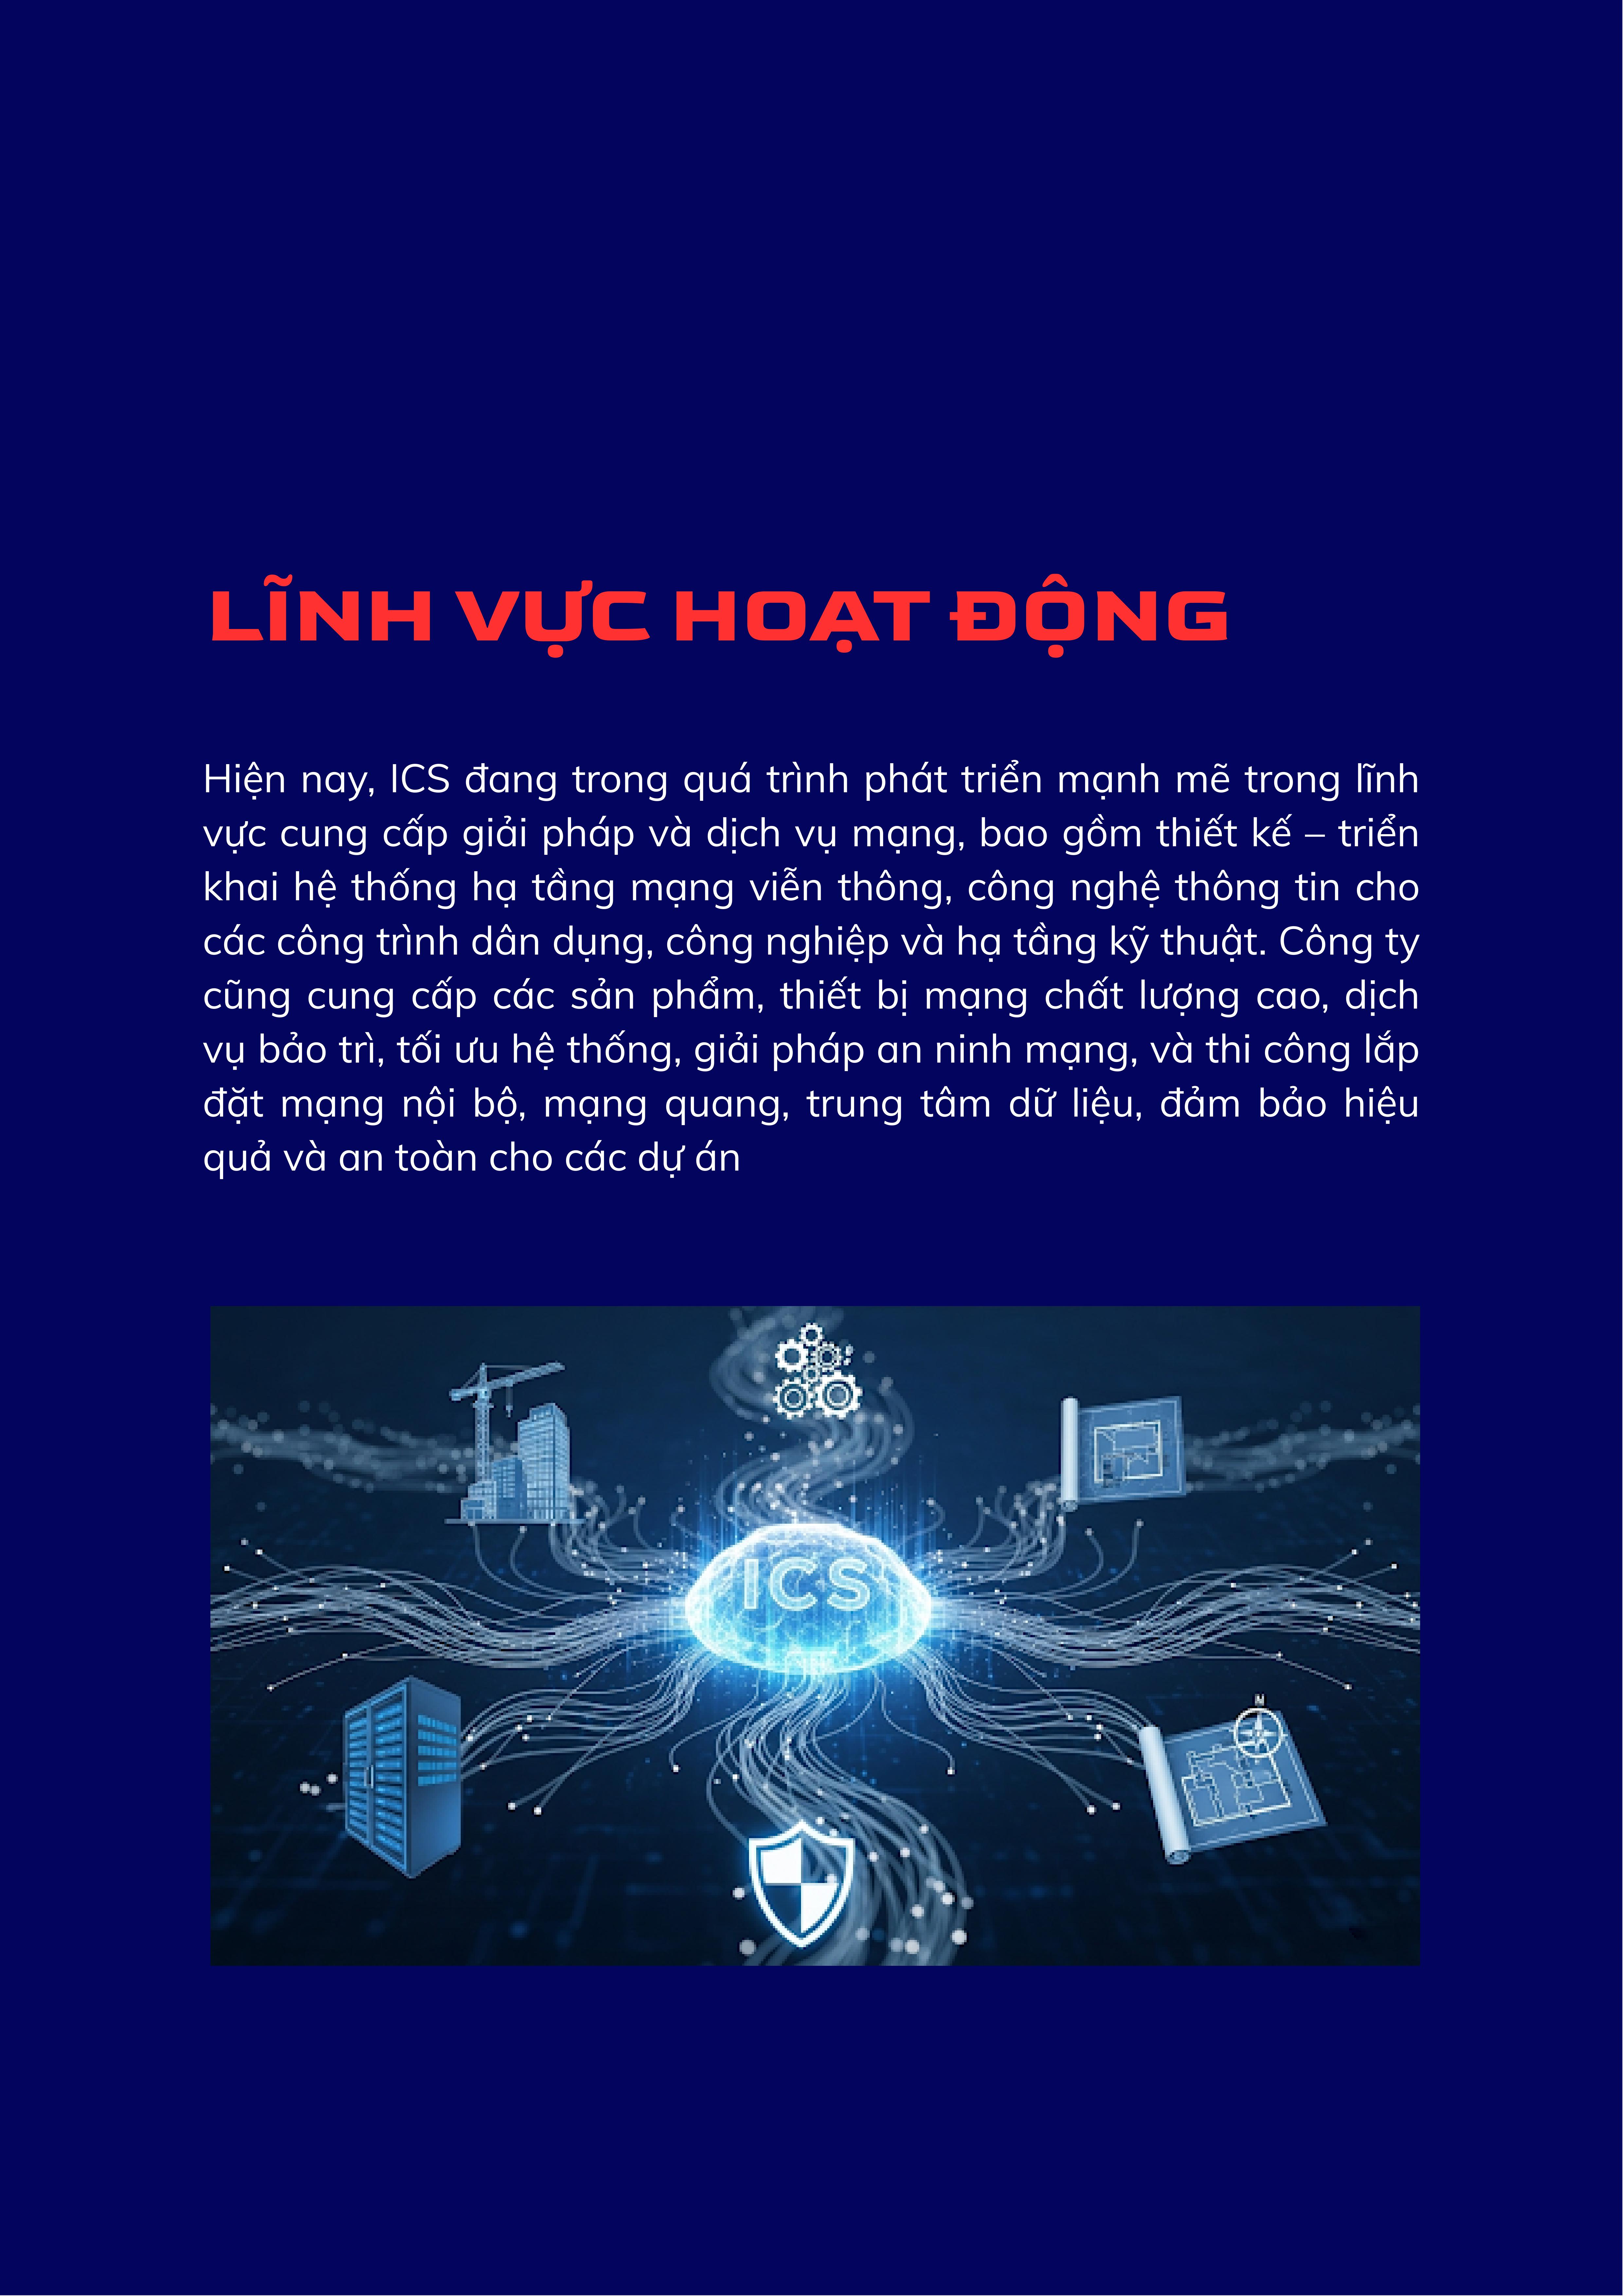 LĨNH VỰC HOẠT ĐỘNG
Hiện nay, ICS đang trong quá trình phát triển mạnh mẽ trong lĩnh
vực cung cấp giải pháp và dịch vụ mạng, bao gồm thiết kế – triển
khai hệ thống hạ tầng mạng viễn thông, công nghệ thông tin cho
các công trình dân dụng, công nghiệp và hạ tầng kỹ thuật. Công ty
cũng cung cấp các sản phẩm, thiết bị mạng chất lượng cao, dịch
vụ bảo trì, tối ưu hệ thống, giải pháp an ninh mạng, và thi công lắp
đặt mạng nội bộ, mạng quang, trung tâm dữ liệu, đảm bảo hiệu
quả và an toàn cho các dự án
ICS
N